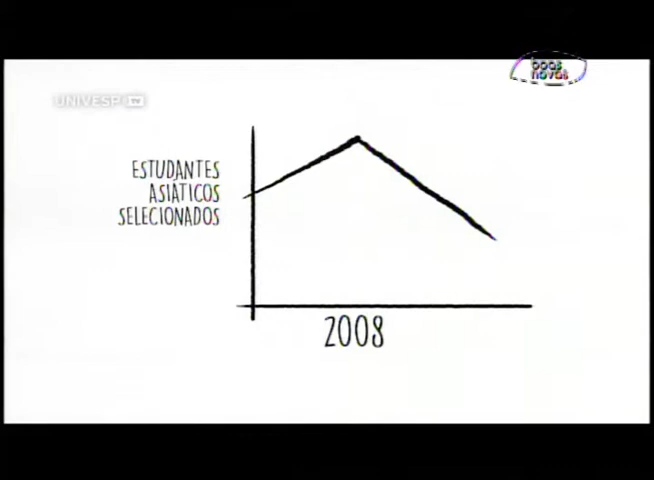 boas
novas
UNIVESP TV
ESTUDANTES
ASIÁTICOS
SELECIONADOS
2008